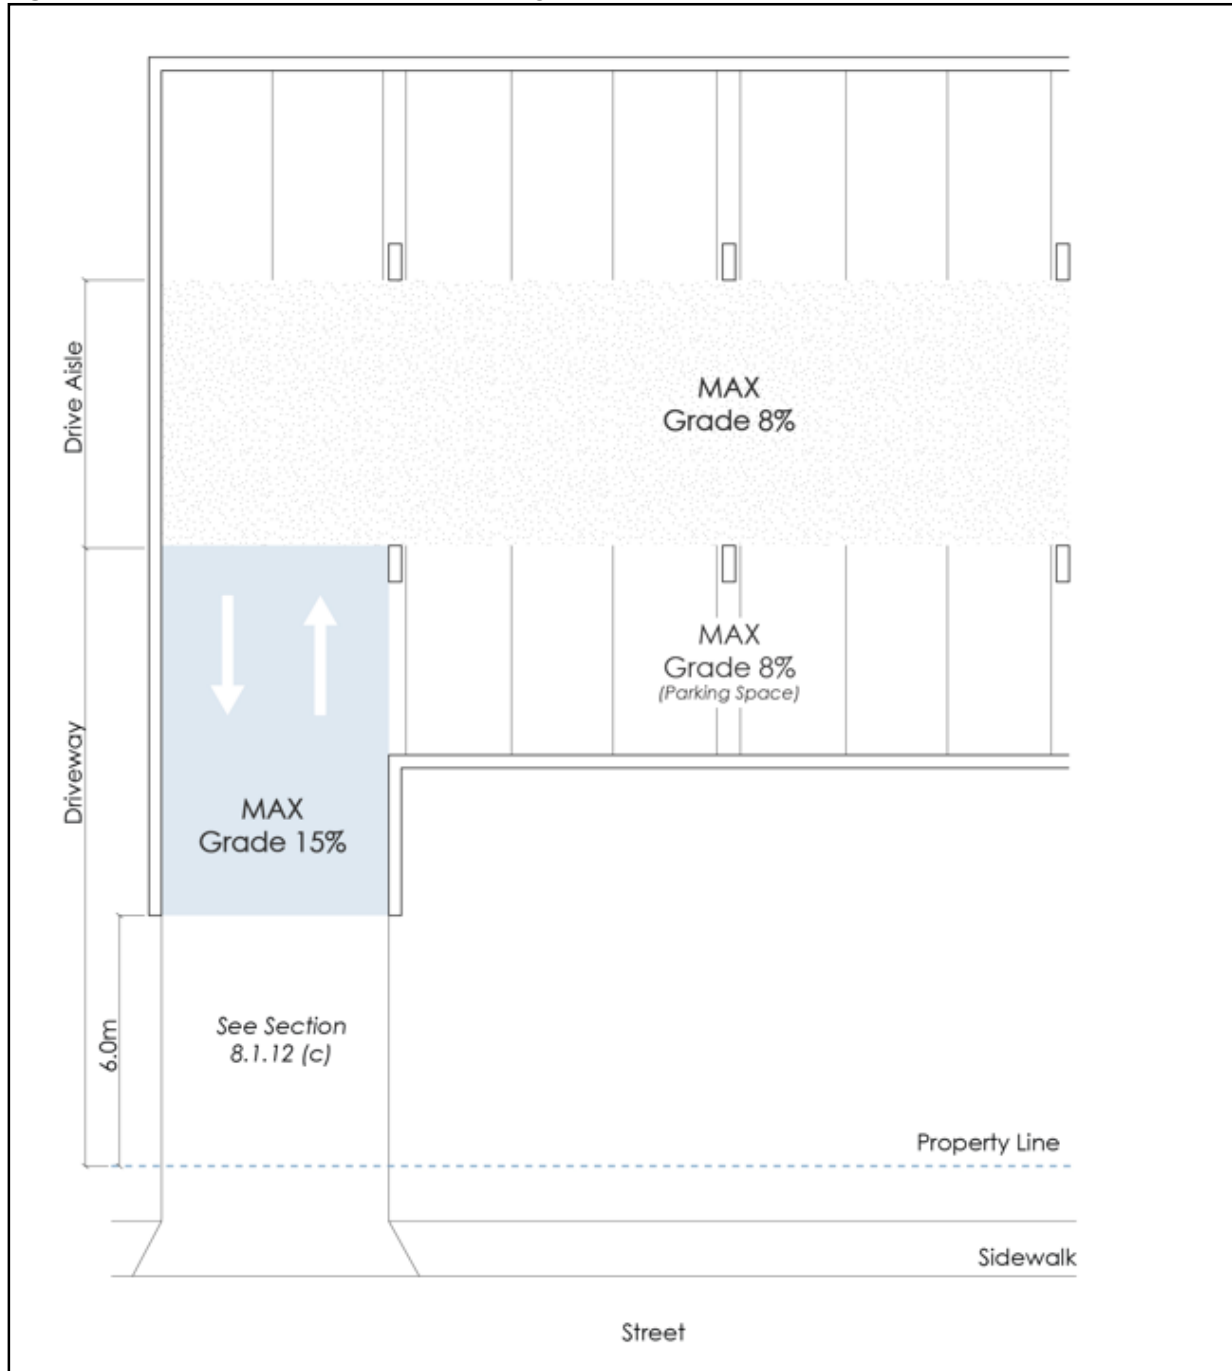 Drive Aisle
MAX
Grade 8%
MAX
Grade 8%
(Parking Space)
Driveway
MAX
Grade 15%
6.0m
See Section
8.1.12 (c)
Property Line
Sidewalk
Street